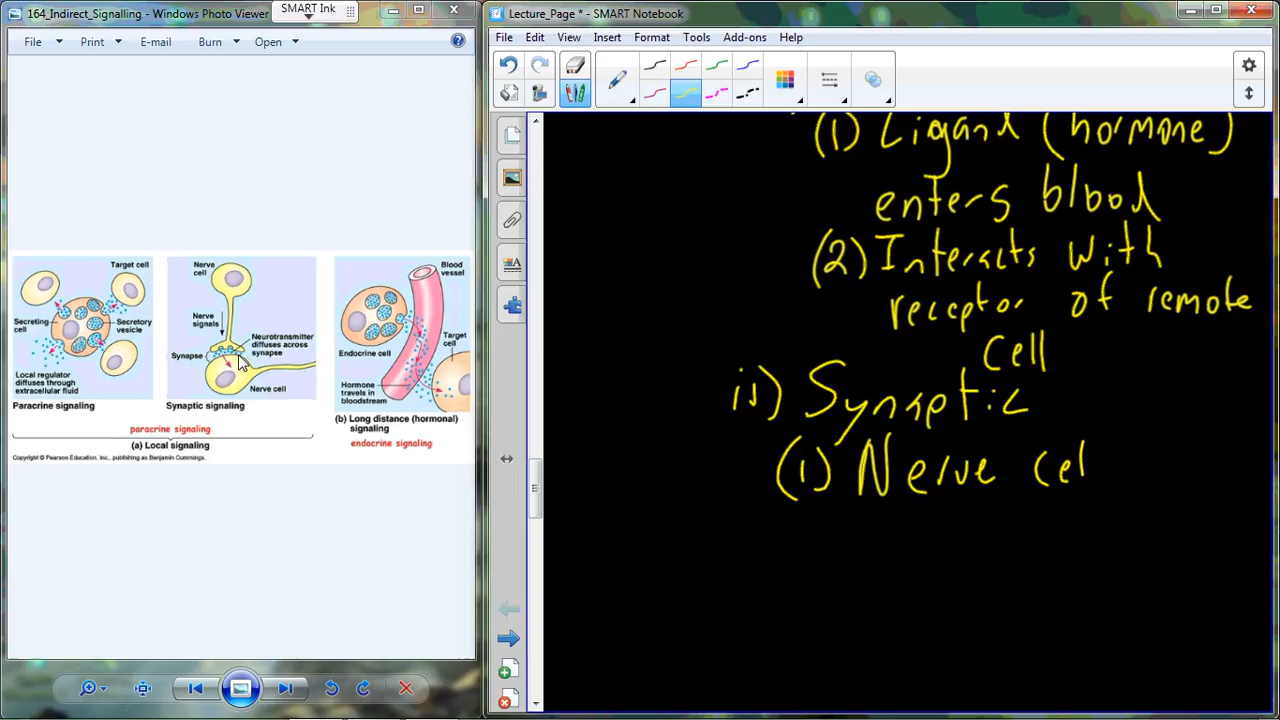 164_Indirect_Signalling - Windows Photo Viewer
SMART Ink
File Print E-mail Burn Open
Nerve cell
Target cell
Secreting cell
Secretory vesicle
Local regulator diffuses through extracellular fluid
Nerve signals
Neurotransmitter diffuses across synapse
Synapse
Nerve cell
Blood vessel
Endocrine cell
Target cell
Hormone travels in bloodstream
Paracrine signaling
Synaptic signaling
(b) Long distance (hormonal) signaling
paracrine signaling
endocrine signaling
(a) Local signaling
Copyright © Pearson Education, Inc., publishing as Benjamin Cummings.
Lecture_Page * - SMART Notebook
File Edit View Insert Format Tools Add-ons Help
(1) Ligand (hormone)
enters blood
(2) Interacts with
receptor of remote
cell
ii) Synaptic
(1) Nerve cel